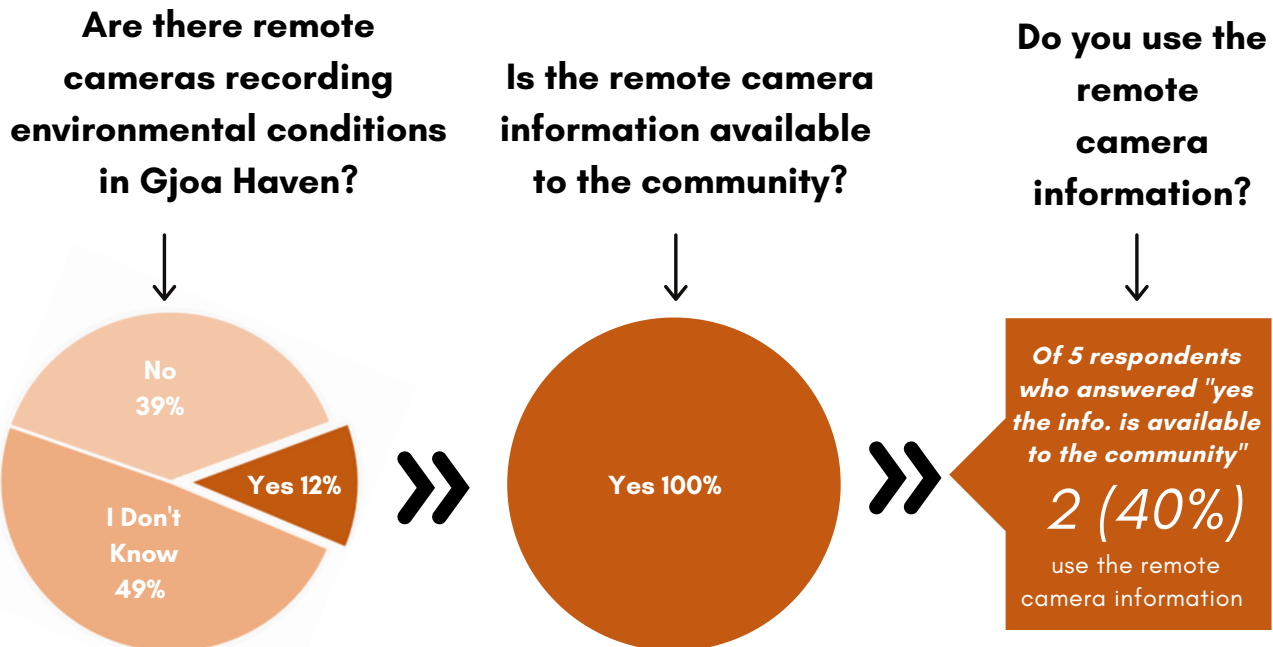 Are there remote
cameras recording
environmental conditions
in Gjoa Haven?
No
39%
Yes 12%
I Don't
Know
49%
Is the remote camera
information available
to the community?
Yes 100%
Do you use the
remote
camera
information?
Of 5 respondents
who answered "yes
the info. is available
to the community"
2 (40%)
use the remote
camera information